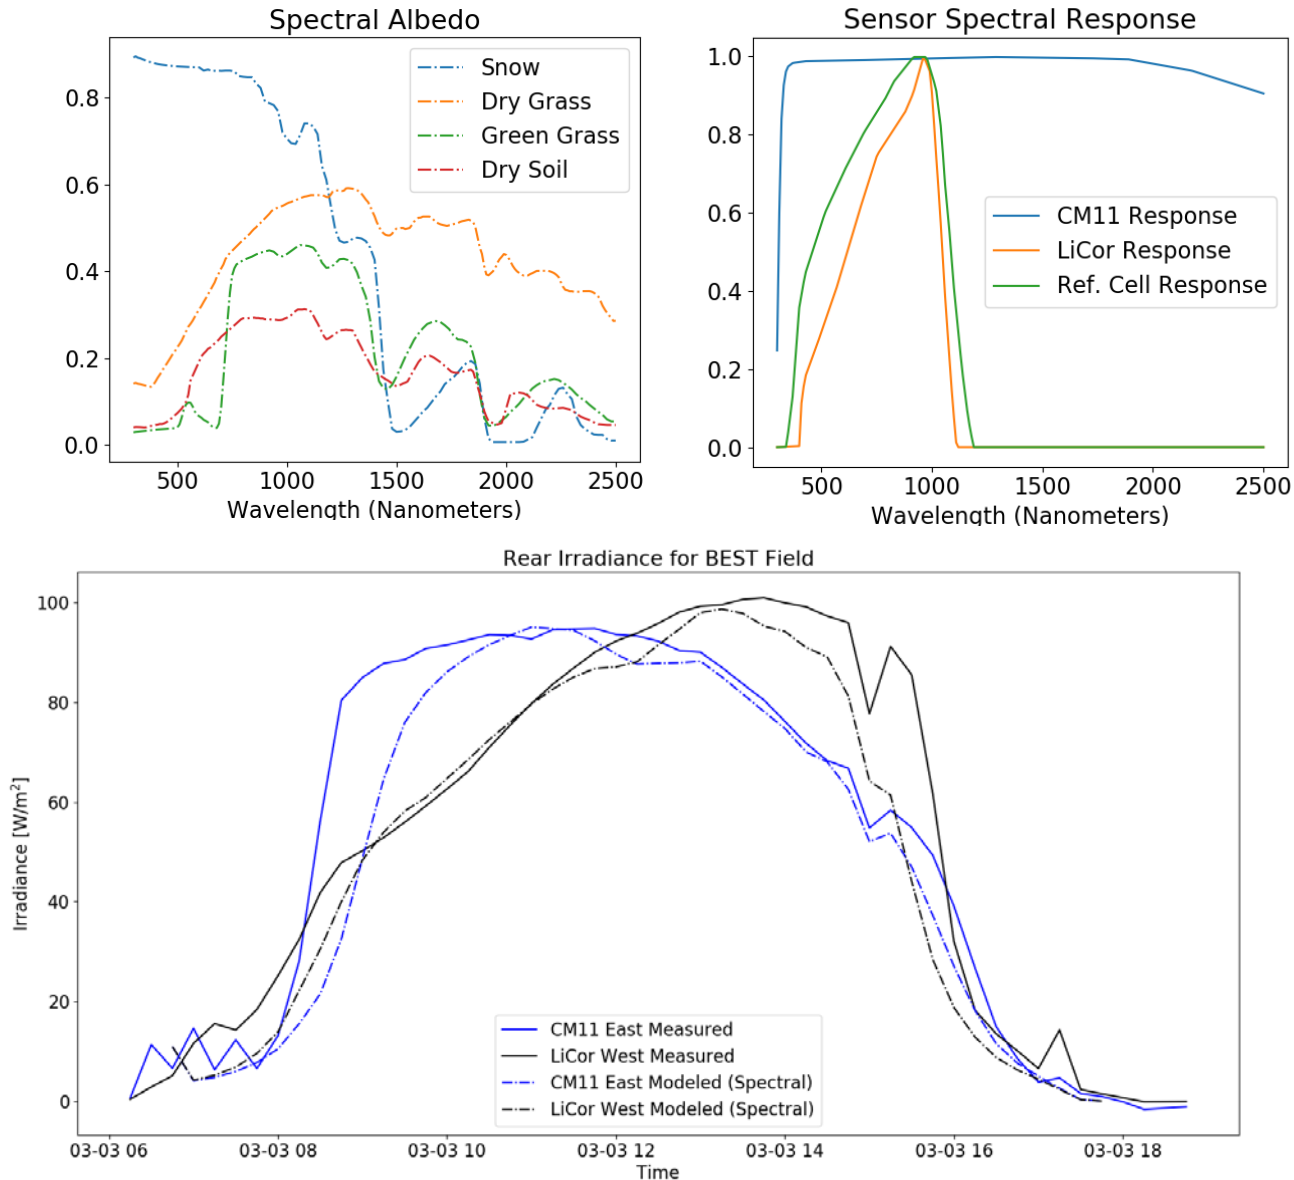 Spectral Albedo
Snow
Dry Grass
Green Grass
Dry Soil
0.8
0.6
0.4
0.2
0.0
500 1000 1500 2000 2500
Wavelength (Nanometers)
Sensor Spectral Response
CM11 Response
LiCor Response
Ref. Cell Response
1.0
0.8
0.6
0.4
0.2
0.0
500 1000 1500 2000 2500
Wavelength (Nanometers)
Rear Irradiance for BEST Field
Irradiance [W/m²]
100
80
60
40
20
0
CM11 East Measured
LiCor West Measured
CM11 East Modeled (Spectral)
LiCor West Modeled (Spectral)
03-03 06 03-03 08 03-03 10 03-03 12 03-03 14 03-03 16 03-03 18
Time